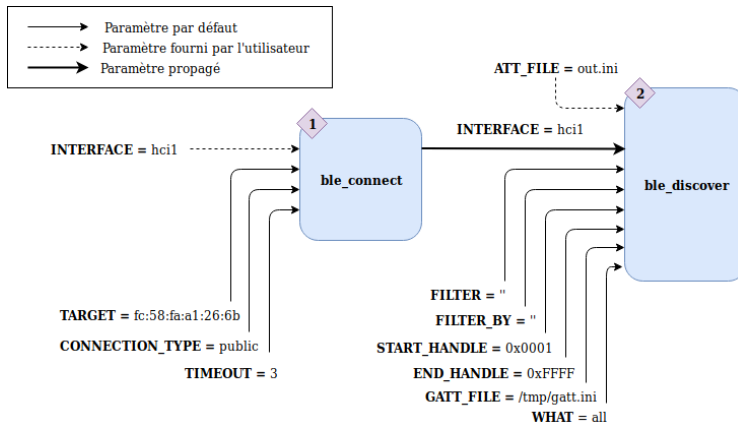 Paramètre par défaut
Paramètre fourni par l'utilisateur
Paramètre propagé
ATT_FILE = out.ini
1
2
INTERFACE = hci1
INTERFACE = hci1
ble_connect
ble_discover
TARGET = fc:58:fa:a1:26:6b
CONNECTION_TYPE = public
TIMEOUT = 3
FILTER = ''
FILTER_BY = ''
START_HANDLE = 0x0001
END_HANDLE = 0xFFFF
GATT_FILE = /tmp/gatt.ini
WHAT = all